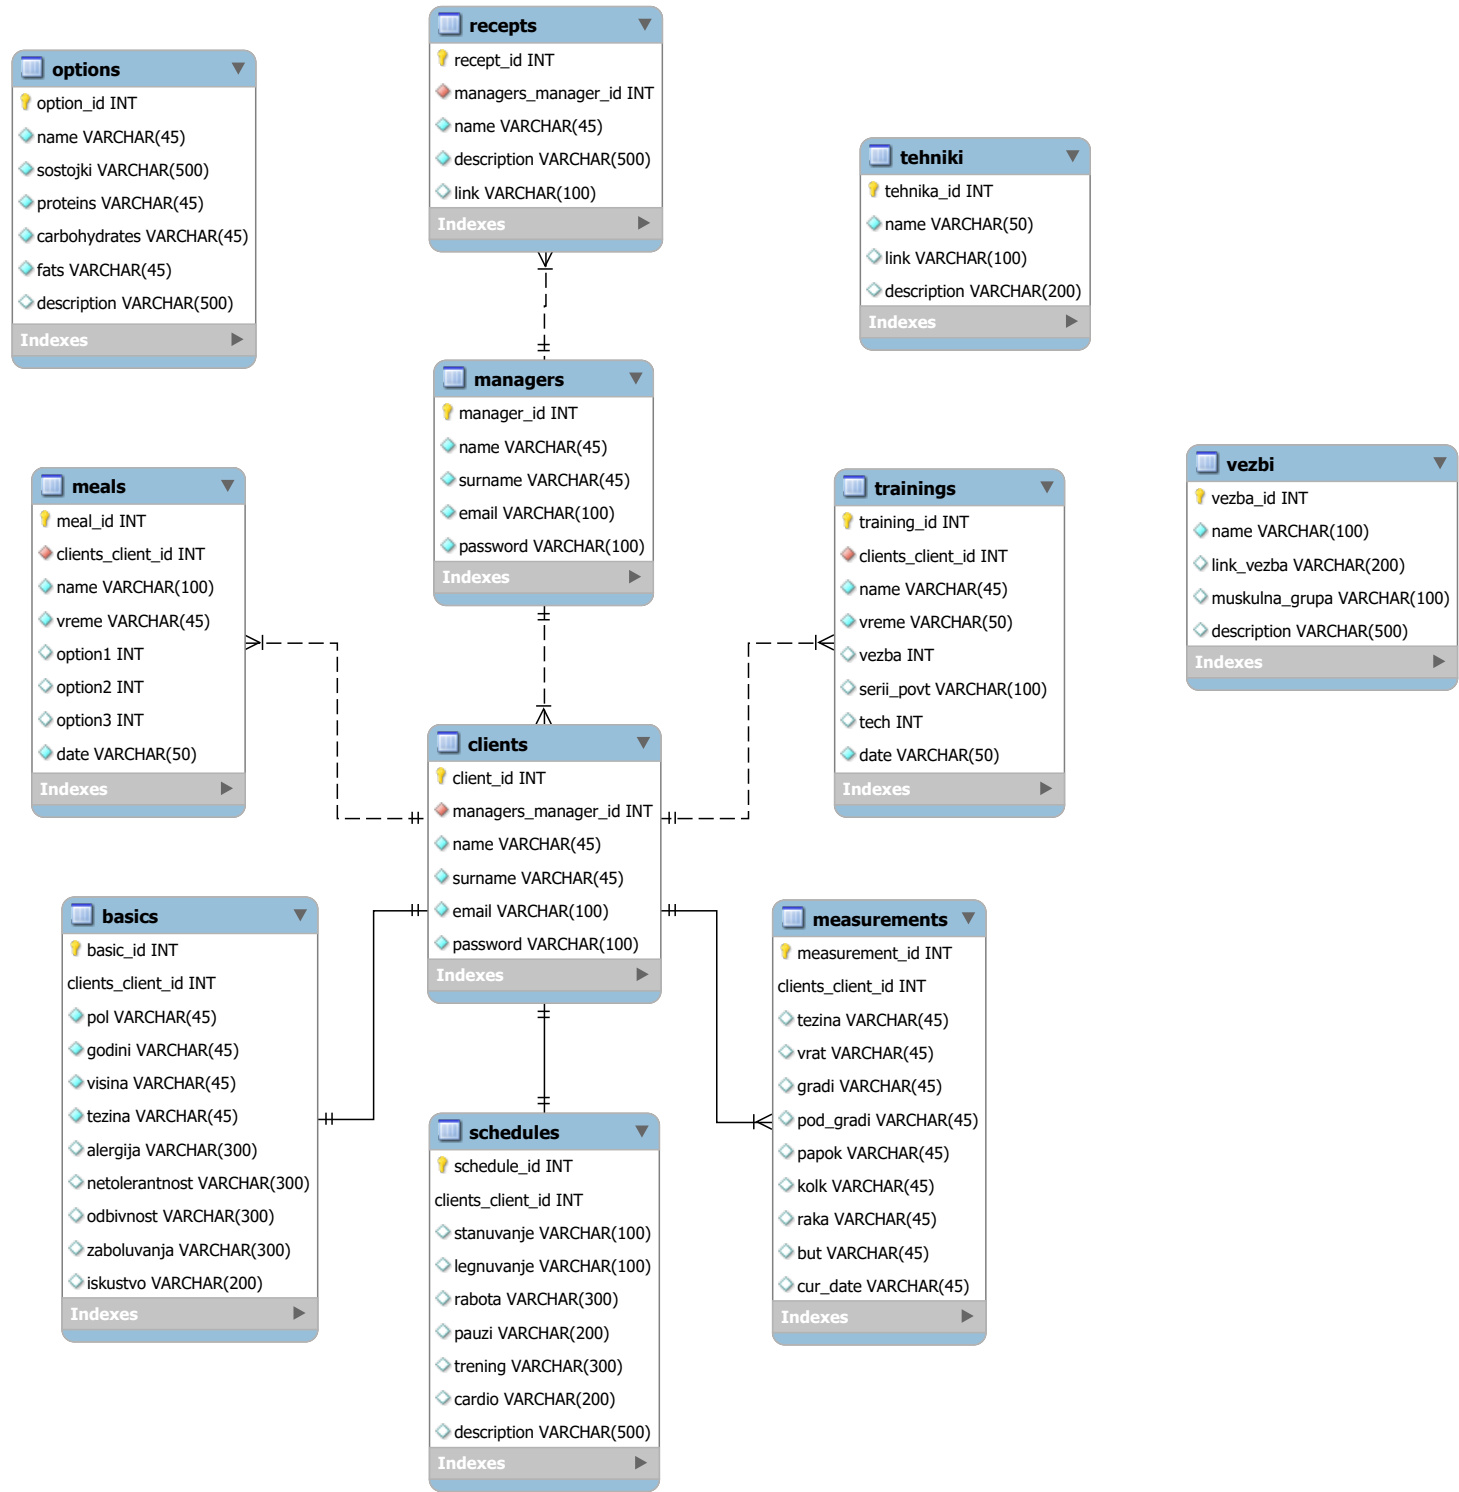 recepts
recept_id INT
managers_manager_id INT
name VARCHAR(45)
description VARCHAR(500)
link VARCHAR(100)
Indexes
options
option_id INT
name VARCHAR(45)
sostojki VARCHAR(500)
proteins VARCHAR(45)
carbohydrates VARCHAR(45)
fats VARCHAR(45)
description VARCHAR(500)
Indexes
tehniki
tehnika_id INT
name VARCHAR(50)
link VARCHAR(100)
description VARCHAR(200)
Indexes
managers
manager_id INT
name VARCHAR(45)
surname VARCHAR(45)
email VARCHAR(100)
password VARCHAR(100)
Indexes
meals
meal_id INT
clients_client_id INT
name VARCHAR(100)
vreme VARCHAR(45)
option1 INT
option2 INT
option3 INT
date VARCHAR(50)
Indexes
trainings
training_id INT
clients_client_id INT
name VARCHAR(45)
vreme VARCHAR(50)
vezba INT
serii_povt VARCHAR(100)
tech INT
date VARCHAR(50)
Indexes
vezbi
vezba_id INT
name VARCHAR(100)
link_vezba VARCHAR(200)
muskulna_grupa VARCHAR(100)
description VARCHAR(500)
Indexes
clients
client_id INT
managers_manager_id INT
name VARCHAR(45)
surname VARCHAR(45)
email VARCHAR(100)
password VARCHAR(100)
Indexes
basics
basic_id INT
clients_client_id INT
pol VARCHAR(45)
godini VARCHAR(45)
visina VARCHAR(45)
tezina VARCHAR(45)
alergija VARCHAR(300)
netolerantnost VARCHAR(300)
odbivnost VARCHAR(300)
zaboluvanja VARCHAR(300)
iskustvo VARCHAR(200)
Indexes
measurements
measurement_id INT
clients_client_id INT
tezina VARCHAR(45)
vrat VARCHAR(45)
gradi VARCHAR(45)
pod_gradi VARCHAR(45)
papok VARCHAR(45)
kolk VARCHAR(45)
raka VARCHAR(45)
but VARCHAR(45)
cur_date VARCHAR(45)
Indexes
schedules
schedule_id INT
clients_client_id INT
stanuvanje VARCHAR(100)
legnuvanje VARCHAR(100)
rabota VARCHAR(300)
pauzi VARCHAR(200)
trening VARCHAR(300)
cardio VARCHAR(200)
description VARCHAR(500)
Indexes